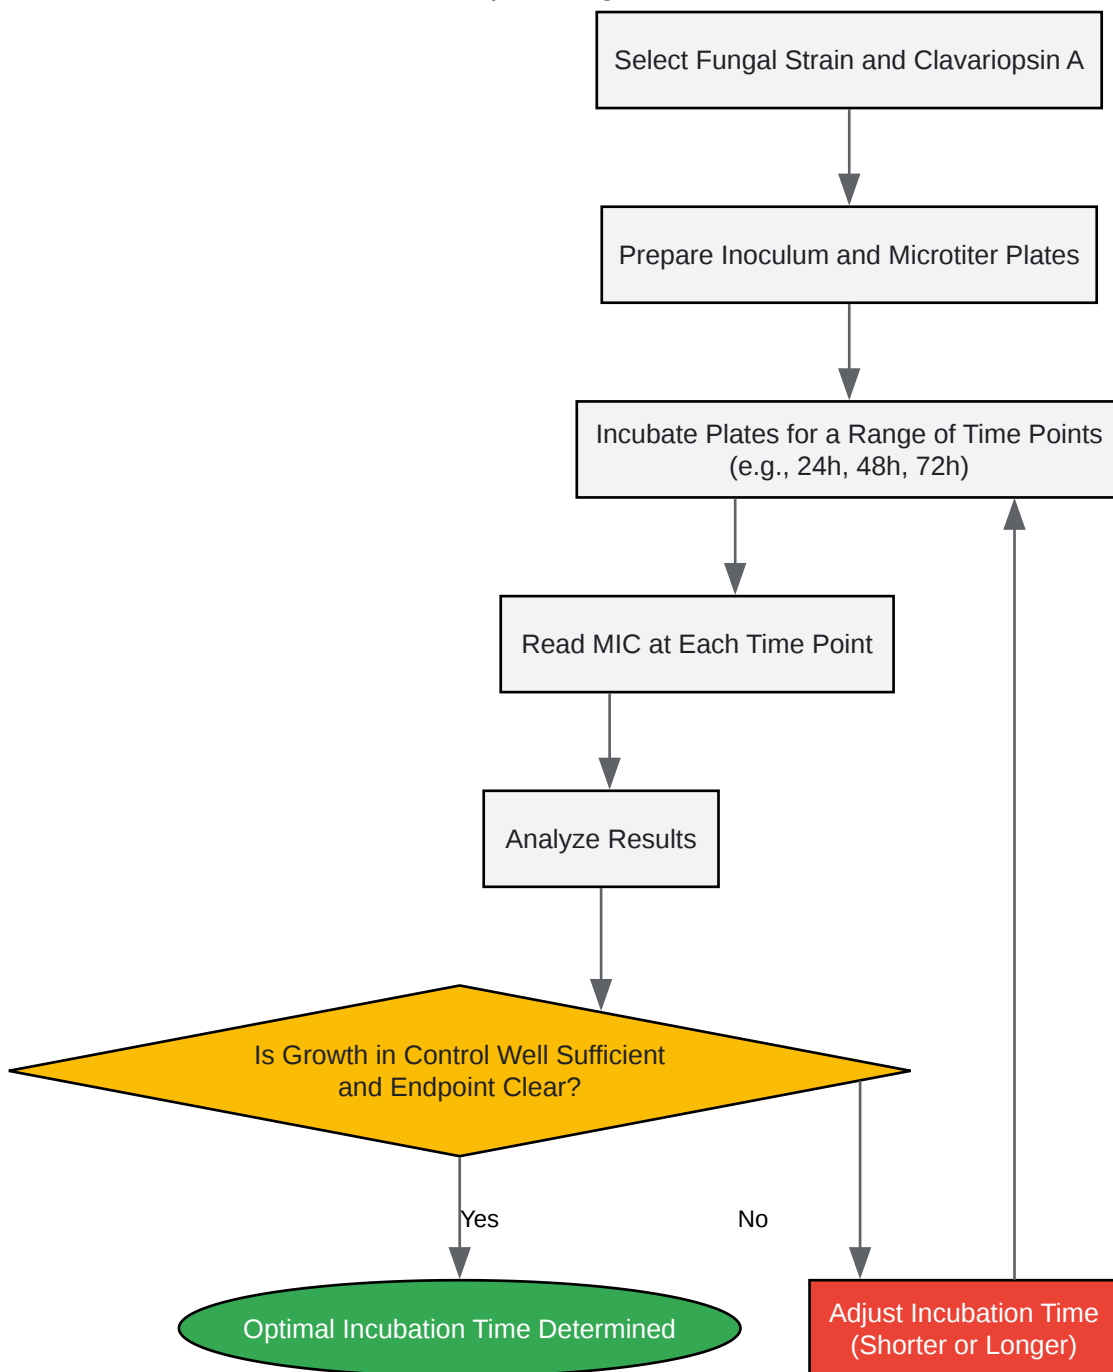 Select Fungal Strain and Clavariopsin A
Prepare Inoculum and Microtiter Plates
Incubate Plates for a Range of Time Points
(e.g., 24h, 48h, 72h)
Read MIC at Each Time Point
Analyze Results
Is Growth in Control Well Sufficient
and Endpoint Clear?
Yes
No
Optimal Incubation Time Determined
Adjust Incubation Time
(Shorter or Longer)